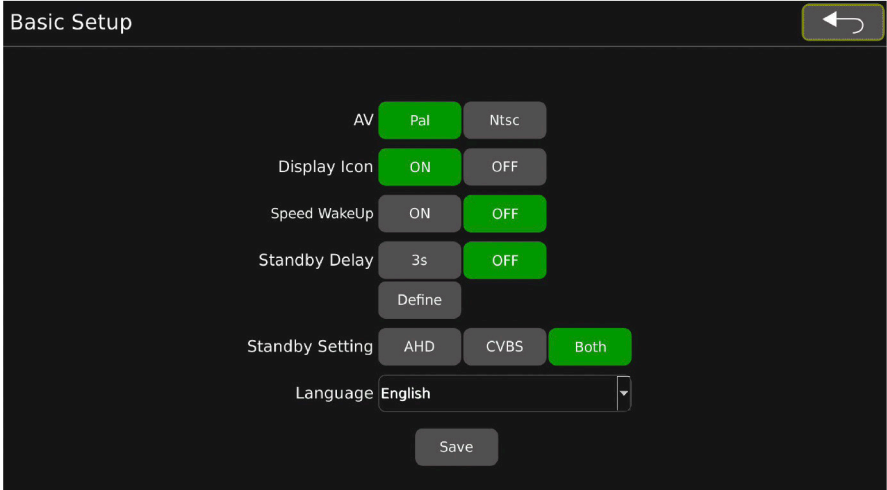 Basic Setup
AV Pal Ntsc
Display Icon ON OFF
Speed WakeUp ON OFF
Standby Delay 3s OFF
Define
Standby Setting AHD CVBS Both
Language English
Save